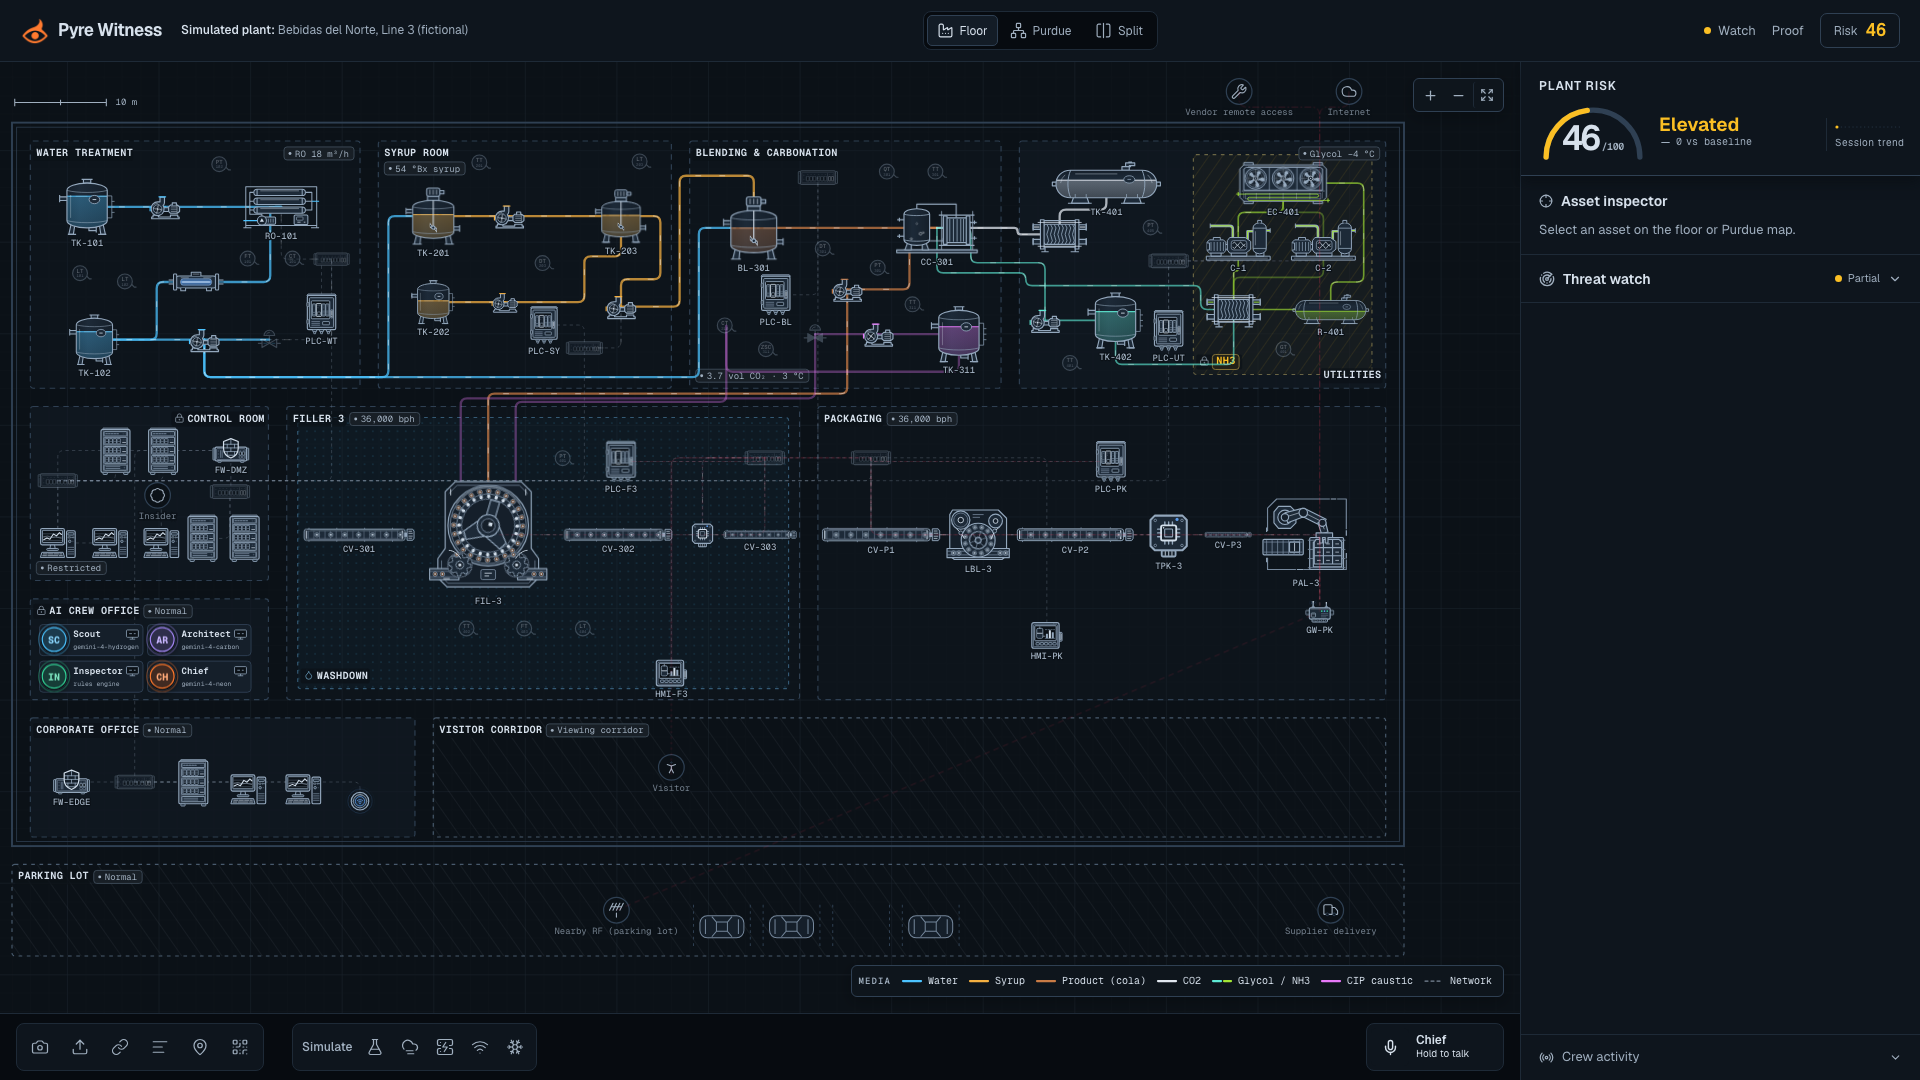 Pyre Witness
Simulated plant: Bebidas del Norte, Line 3 (fictional)
Floor
Purdue
Split
Watch
Proof
Risk 46
10 m
Vendor remote access
Internet
WATER TREATMENT
RO 18 m³/h
TK-101
RO-101
PLC-WT
TK-102
SYRUP ROOM
54 °Bx syrup
TK-201
TK-203
TK-202
PLC-SY
BLENDING & CARBONATION
BL-301
CC-301
PLC-BL
TK-311
3.7 vol CO₂ · 3 °C
Glycol −4 °C
TK-401
EC-401
C-1
C-2
R-401
TK-402
PLC-UT
NH3
UTILITIES
CONTROL ROOM
FW-DMZ
Insider
Restricted
FILLER 3
36,000 bph
PLC-F3
CV-301
CV-302
CV-303
FIL-3
WASHDOWN
HMI-F3
PACKAGING
36,000 bph
PLC-PK
CV-P1
LBL-3
CV-P2
TPK-3
CV-P3
PAL-3
GW-PK
HMI-PK
AI CREW OFFICE
Normal
SC
Scout
gemini-4-hydrogen
AR
Architect
gemini-4-carbon
IN
Inspector
rules engine
CH
Chief
gemini-4-neon
CORPORATE OFFICE
Normal
FW-EDGE
VISITOR CORRIDOR
Viewing corridor
Visitor
PARKING LOT
Normal
Nearby RF (parking lot)
Supplier delivery
MEDIA
Water
Syrup
Product (cola)
CO2
Glycol / NH3
CIP caustic
Network
Simulate
Chief
Hold to talk
PLANT RISK
46/100
Elevated
— 0 vs baseline
Session trend
Asset inspector
Select an asset on the floor or Purdue map.
Threat watch
Partial
Crew activity